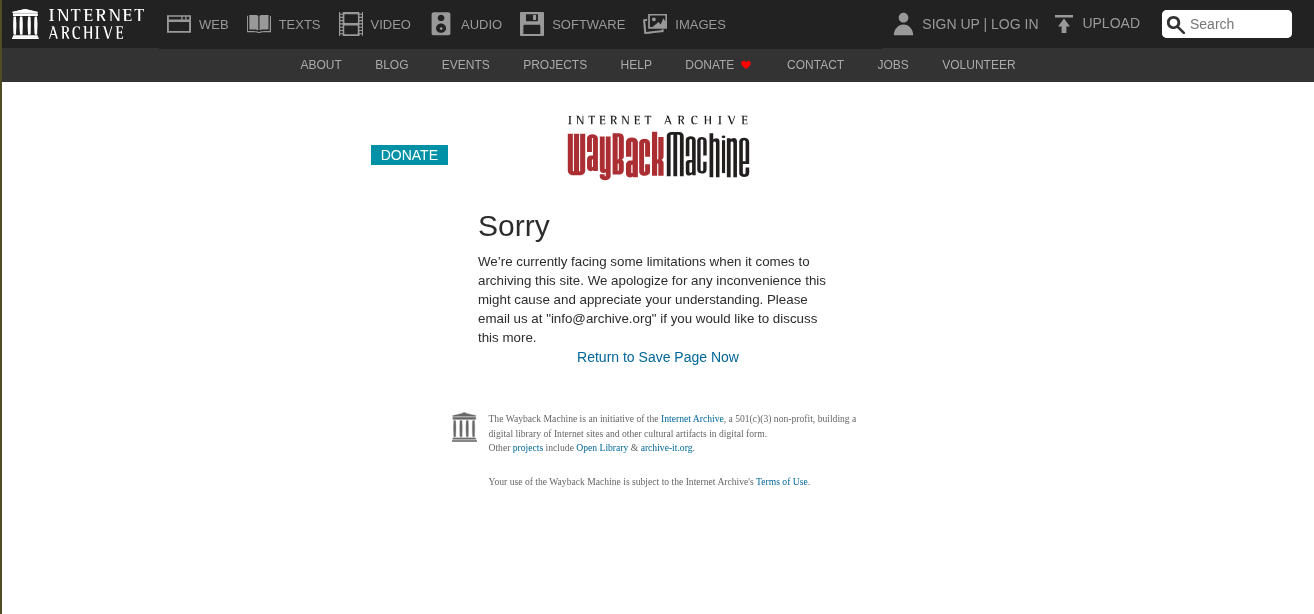 INTERNET
ARCHIVE
WEB TEXTS VIDEO AUDIO SOFTWARE IMAGES SIGN UP | LOG IN UPLOAD Search
ABOUT BLOG EVENTS PROJECTS HELP DONATE CONTACT JOBS VOLUNTEER
INTERNET ARCHIVE
WayBackMachine
DONATE
Sorry
We’re currently facing some limitations when it comes to
archiving this site. We apologize for any inconvenience this
might cause and appreciate your understanding. Please
email us at "info@archive.org" if you would like to discuss
this more.
Return to Save Page Now
The Wayback Machine is an initiative of the Internet Archive, a 501(c)(3) non-profit, building a
digital library of Internet sites and other cultural artifacts in digital form.
Other projects include Open Library & archive-it.org.
Your use of the Wayback Machine is subject to the Internet Archive's Terms of Use.